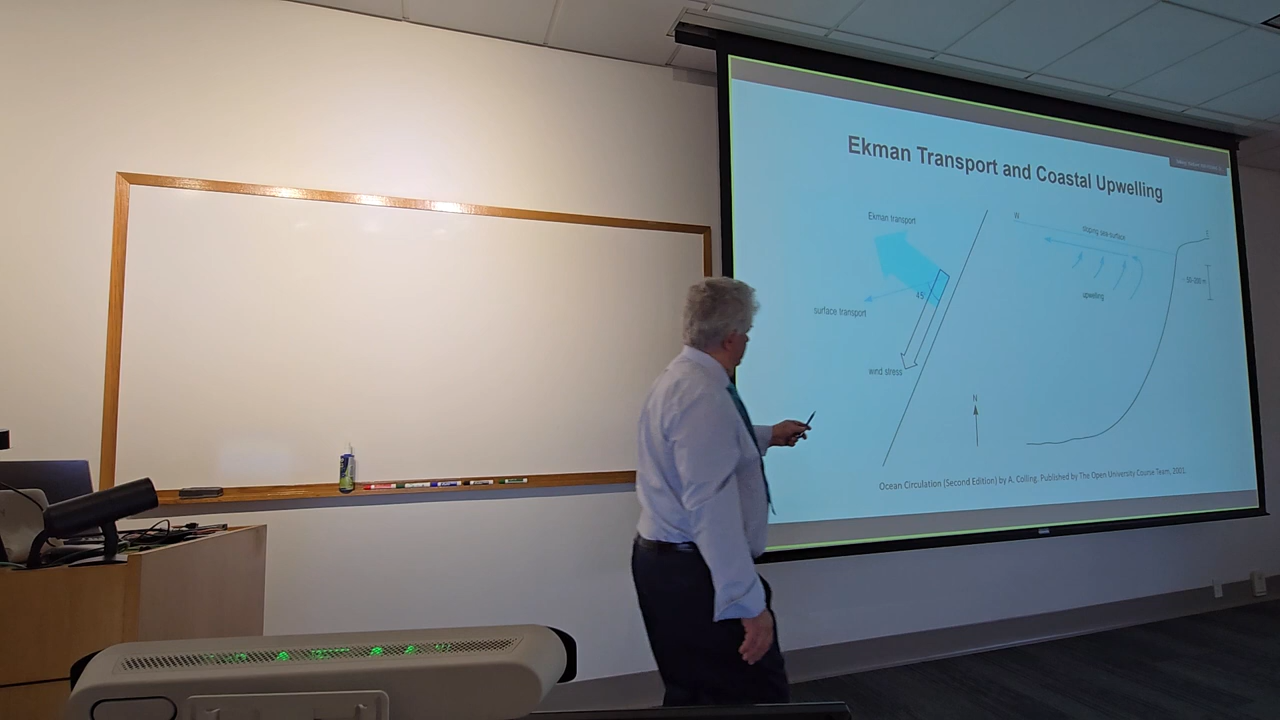 Ekman Transport and Coastal Upwelling
Ekman transport
surface transport
45°
wind stress
N
W
sloping sea-surface
E
upwelling
Ocean Circulation (Second Edition) by A. Colling. Published by The Open University Course Team, 2001.